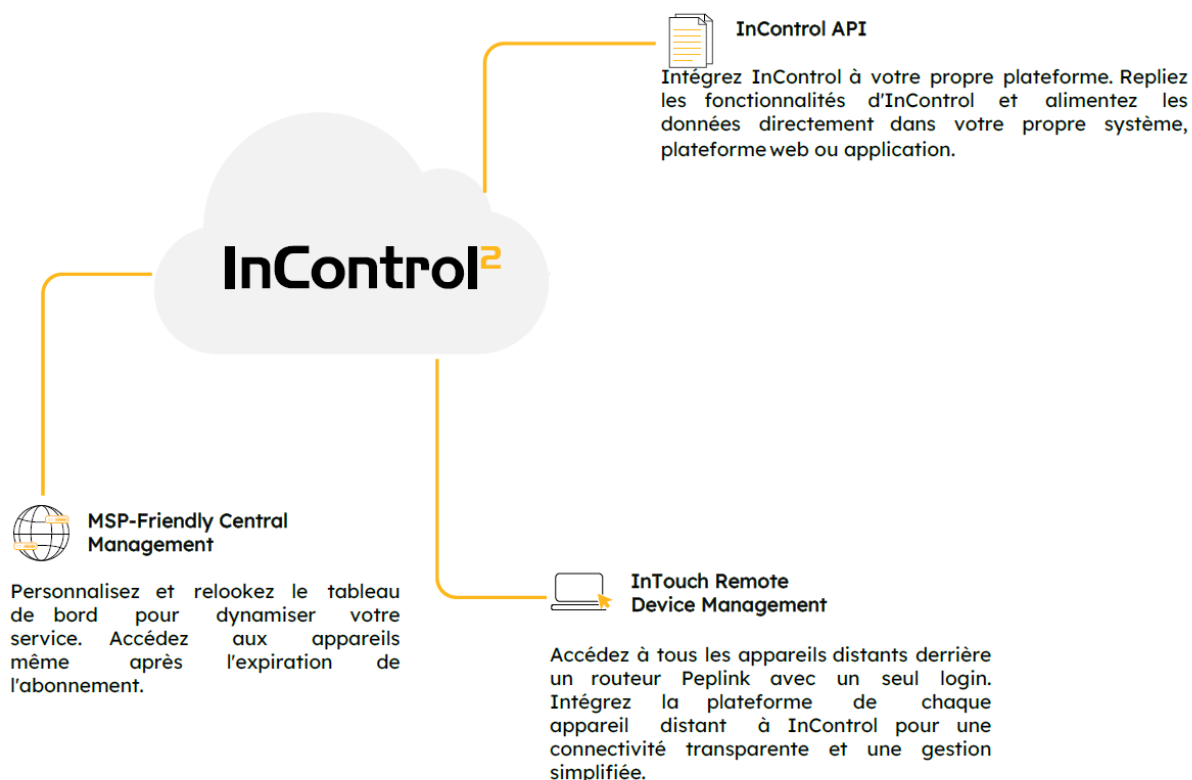 InControl API
Intégrez InControl à votre propre plateforme. Repliez
les fonctionnalités d'InControl et alimentez les
données directement dans votre propre système,
plateforme web ou application.
InControl²
MSP-Friendly Central
Management
Personnalisez et relookez le tableau
de bord pour dynamiser votre
service. Accédez aux appareils
même après l'expiration de
l'abonnement.
InTouch Remote
Device Management
Accédez à tous les appareils distants derrière
un routeur Peplink avec un seul login.
Intégrez la plateforme de chaque
appareil distant à InControl pour une
connectivité transparente et une gestion
simplifiée.